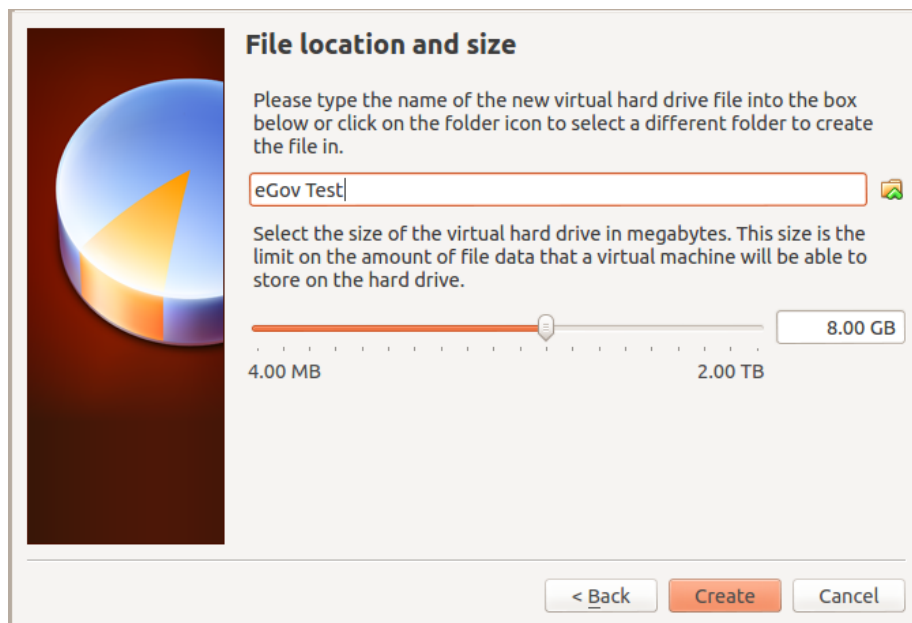 File location and size
Please type the name of the new virtual hard drive file into the box
below or click on the folder icon to select a different folder to create
the file in.
eGov Test
Select the size of the virtual hard drive in megabytes. This size is the
limit on the amount of file data that a virtual machine will be able to
store on the hard drive.
8.00 GB
4.00 MB 2.00 TB
< Back Create Cancel